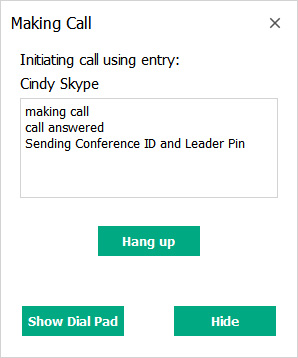 Making Call
Initiating call using entry:
Cindy Skype
making call
call answered
Sending Conference ID and Leader Pin
Hang up
Show Dial Pad
Hide